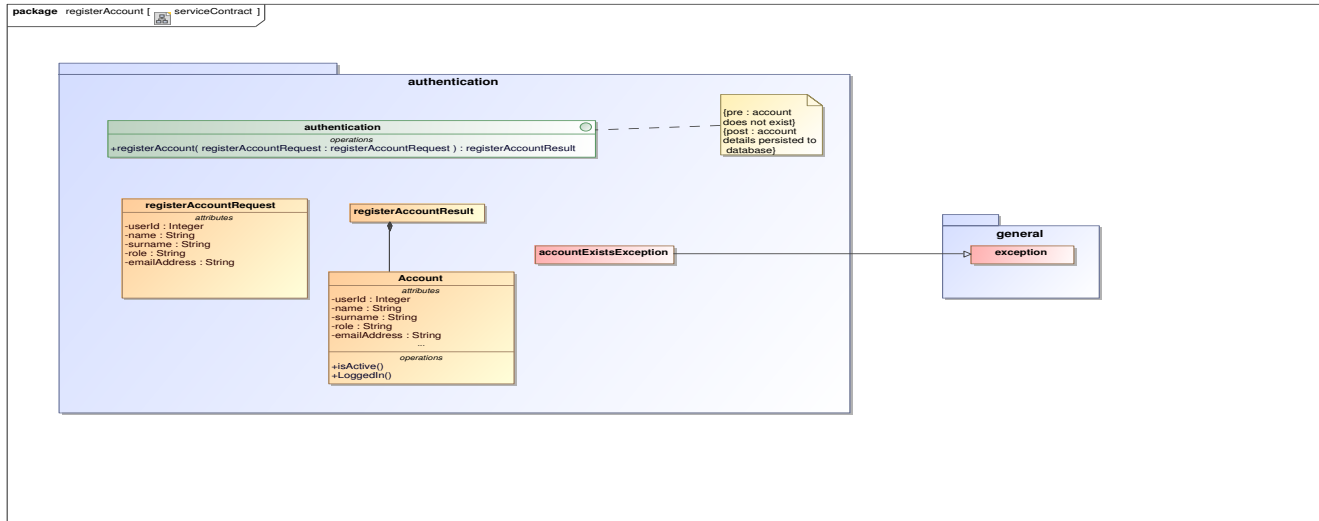 package registerAccount [ serviceContract ]
authentication
authentication
operations
+registerAccount( registerAccountRequest : registerAccountRequest ) : registerAccountResult
{pre : account
does not exist}
{post : account
details persisted to
database}
registerAccountRequest
attributes
-userId : Integer
-name : String
-surname : String
-role : String
-emailAddress : String
registerAccountResult
Account
attributes
-userId : Integer
-name : String
-surname : String
-role : String
-emailAddress : String
...
operations
+isActive()
+LoggedIn()
accountExistsException
general
exception